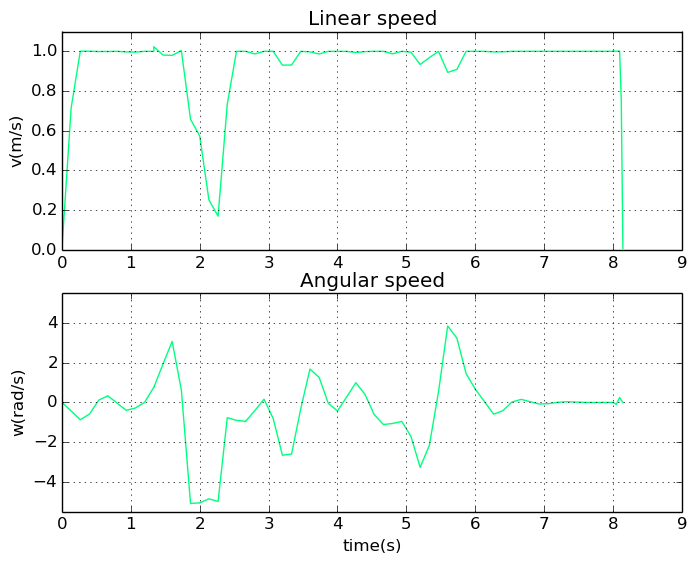 Linear speed
v(m/s)
1.0
0.8
0.6
0.4
0.2
0.0
0 1 2 3 4 5 6 7 8 9
Angular speed
w(rad/s)
4
2
0
−2
−4
0 1 2 3 4 5 6 7 8 9
time(s)